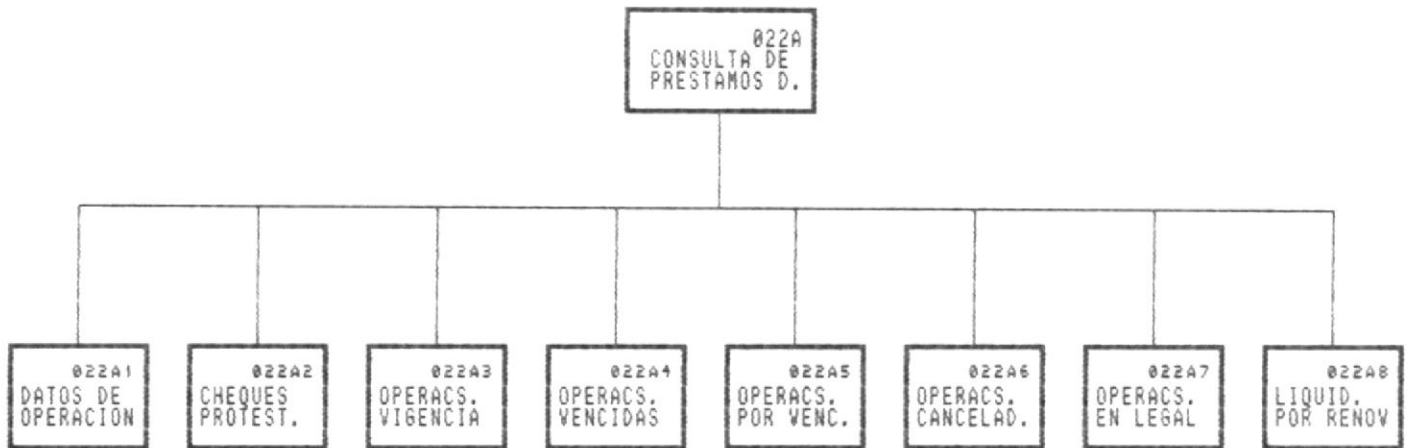 022A
CONSULTA DE
PRESTAMOS D.
022A1
DATOS DE
OPERACION
022A2
CHEQUES
PROTEST.
022A3
OPERACS.
VIGENCIA
022A4
OPERACS.
VENCIDAS
022A5
OPERACS.
POR VENC.
022A6
OPERACS.
CANCELAD.
022A7
OPERACS.
EN LEGAL
022A8
LIQUID.
POR RENOV